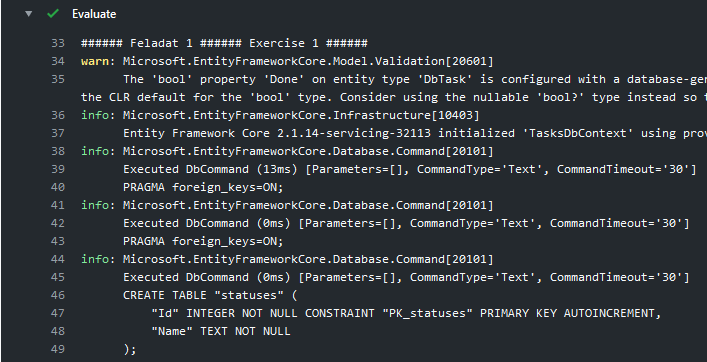 Evaluate
33 ###### Feladat 1 ###### Exercise 1 ######
34 warn: Microsoft.EntityFrameworkCore.Model.Validation[20601]
35 The 'bool' property 'Done' on entity type 'DbTask' is configured with a database-ge
the CLR default for the 'bool' type. Consider using the nullable 'bool?' type instead so t
36 info: Microsoft.EntityFrameworkCore.Infrastructure[10403]
37 Entity Framework Core 2.1.14-servicing-32113 initialized 'TasksDbContext' using prov
38 info: Microsoft.EntityFrameworkCore.Database.Command[20101]
39 Executed DbCommand (13ms) [Parameters=[], CommandType='Text', CommandTimeout='30']
40 PRAGMA foreign_keys=ON;
41 info: Microsoft.EntityFrameworkCore.Database.Command[20101]
42 Executed DbCommand (0ms) [Parameters=[], CommandType='Text', CommandTimeout='30']
43 PRAGMA foreign_keys=ON;
44 info: Microsoft.EntityFrameworkCore.Database.Command[20101]
45 Executed DbCommand (0ms) [Parameters=[], CommandType='Text', CommandTimeout='30']
46 CREATE TABLE "statuses" (
47 "Id" INTEGER NOT NULL CONSTRAINT "PK_statuses" PRIMARY KEY AUTOINCREMENT,
48 "Name" TEXT NOT NULL
49 );